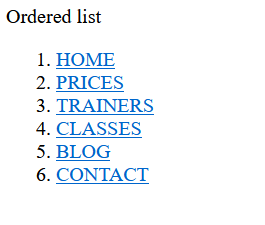 Ordered list
1. HOME
2. PRICES
3. TRAINERS
4. CLASSES
5. BLOG
6. CONTACT